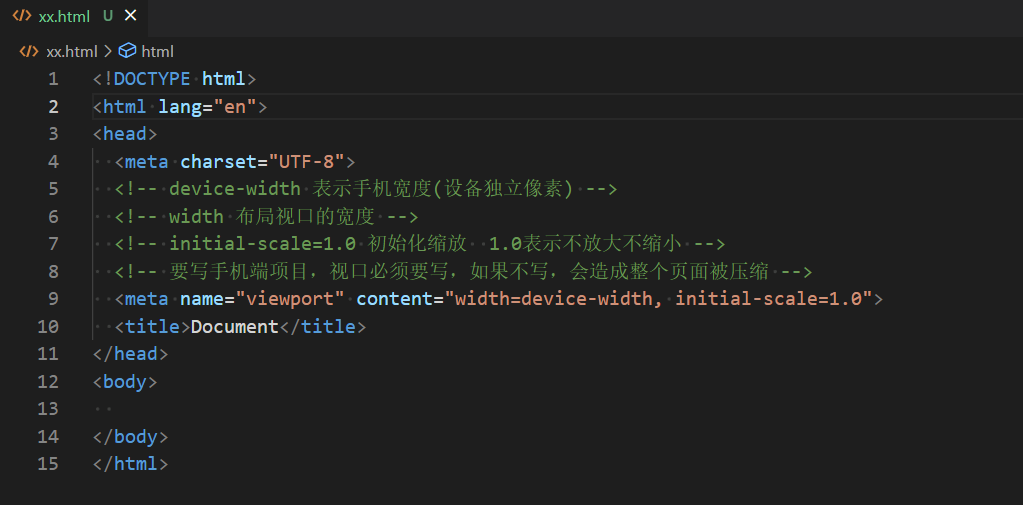 xx.html U
xx.html > html
1 <!DOCTYPE html>
2 <html lang="en">
3 <head>
4 <meta charset="UTF-8">
5 <!-- device-width 表示手机宽度(设备独立像素) -->
6 <!-- width 布局视口的宽度 -->
7 <!-- initial-scale=1.0 初始化缩放  1.0表示不放大不缩小 -->
8 <!-- 要写手机端项目，视口必须要写，如果不写，会造成整个页面被压缩 -->
9 <meta name="viewport" content="width=device-width, initial-scale=1.0">
10 <title>Document</title>
11 </head>
12 <body>
13
14 </body>
15 </html>